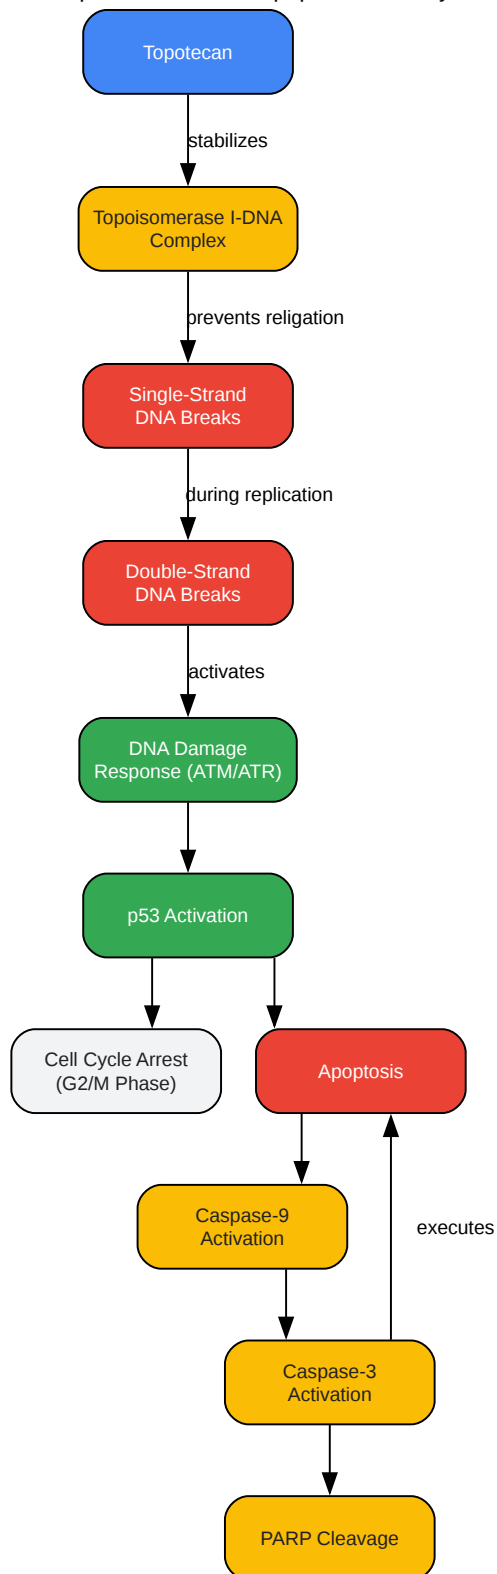 Topotecan
stabilizes
Topoisomerase I-DNA
Complex
prevents religation
Single-Strand
DNA Breaks
during replication
Double-Strand
DNA Breaks
activates
DNA Damage
Response (ATM/ATR)
p53 Activation
Cell Cycle Arrest
(G2/M Phase)
Apoptosis
Caspase-9
Activation
executes
Caspase-3
Activation
PARP Cleavage